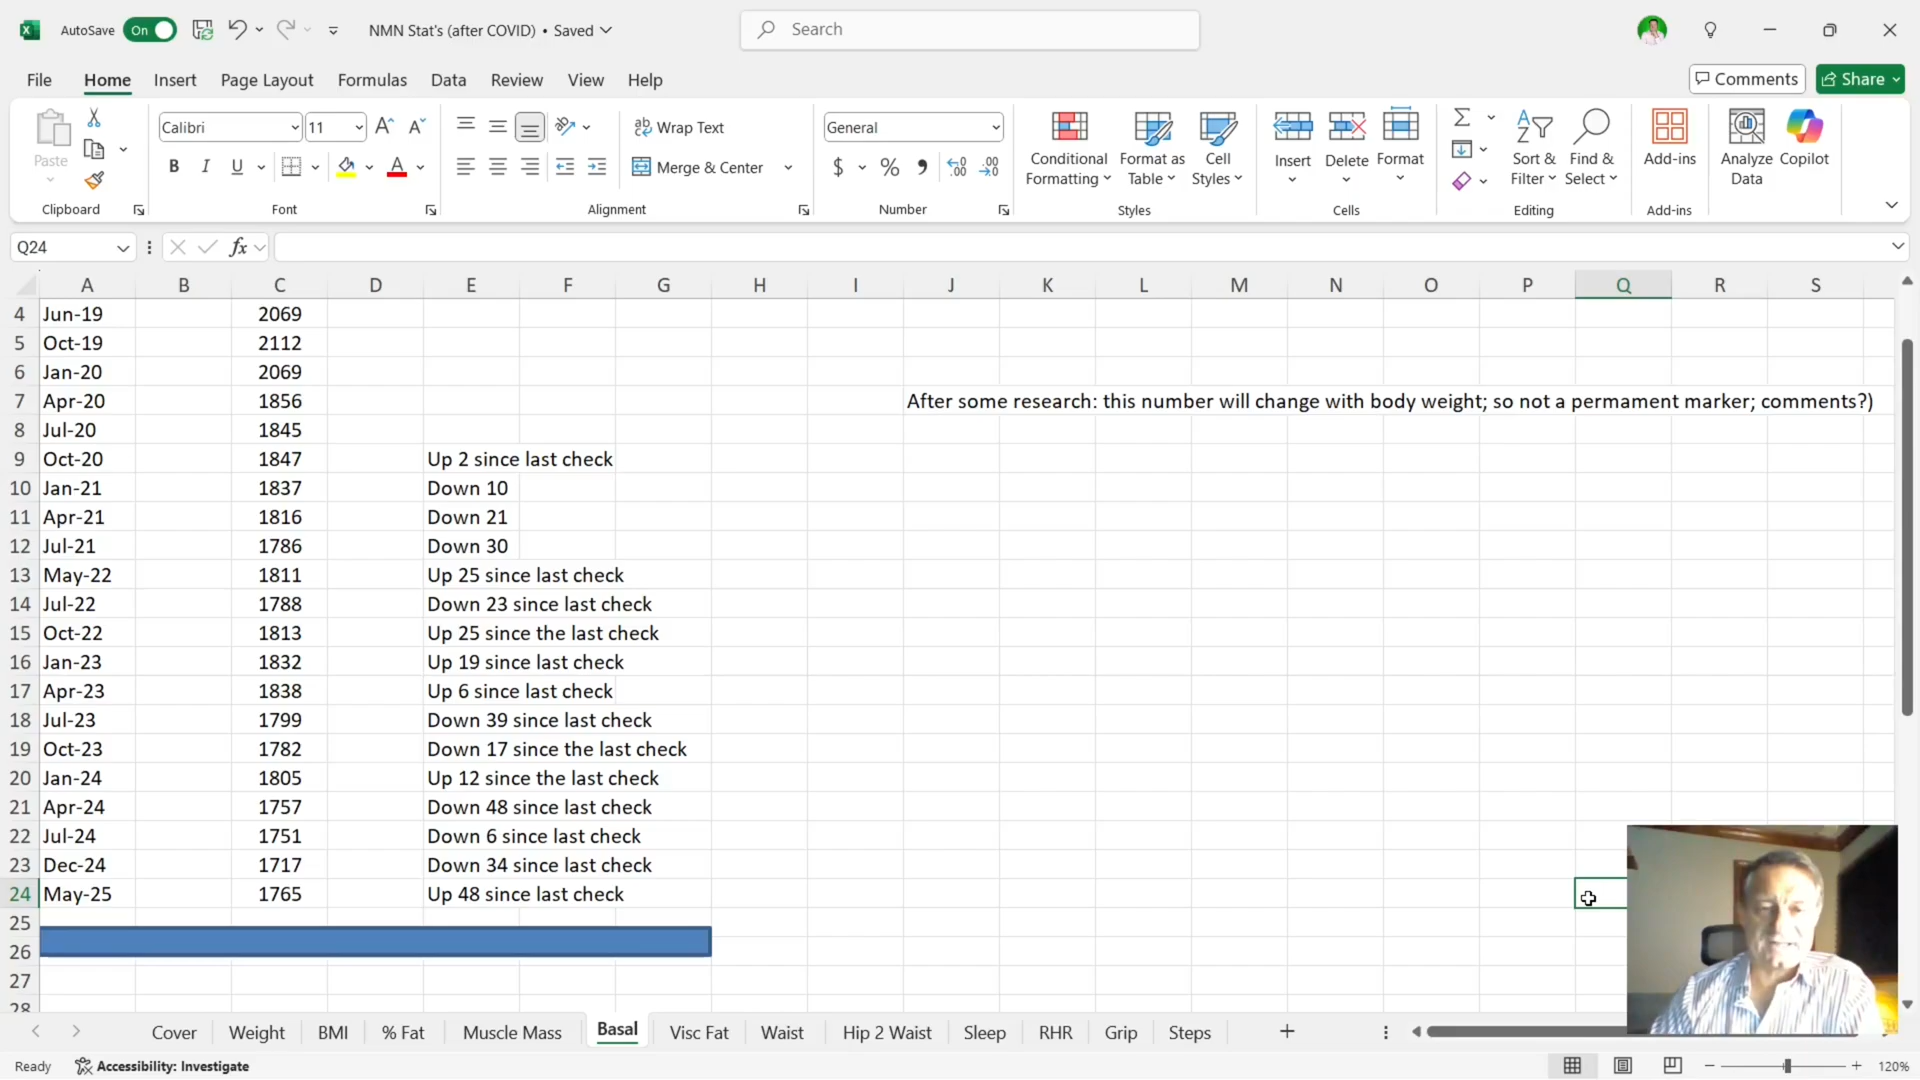 AutoSave On NMN Stat's (after COVID) • Saved Search
File Home Insert Page Layout Formulas Data Review View Help Comments Share
Paste Calibri 11 Wrap Text General Conditional Formatting Format as Table Cell Styles Insert Delete Format Sort & Filter Find & Select Add-ins Analyze Data Copilot
B I U A Merge & Center $ % 9 .00
Clipboard Font Alignment Number Styles Cells Editing Add-ins
Q24 fx
A B C D E F G H I J K L M N O P Q R S
4 Jun-19 2069
5 Oct-19 2112
6 Jan-20 2069
7 Apr-20 1856 After some research: this number will change with body weight; so not a permament marker; comments?)
8 Jul-20 1845
9 Oct-20 1847 Up 2 since last check
10 Jan-21 1837 Down 10
11 Apr-21 1816 Down 21
12 Jul-21 1786 Down 30
13 May-22 1811 Up 25 since last check
14 Jul-22 1788 Down 23 since last check
15 Oct-22 1813 Up 25 since the last check
16 Jan-23 1832 Up 19 since last check
17 Apr-23 1838 Up 6 since last check
18 Jul-23 1799 Down 39 since last check
19 Oct-23 1782 Down 17 since the last check
20 Jan-24 1805 Up 12 since the last check
21 Apr-24 1757 Down 48 since last check
22 Jul-24 1751 Down 6 since last check
23 Dec-24 1717 Down 34 since last check
24 May-25 1765 Up 48 since last check
25
26
27
28
Cover Weight BMI % Fat Muscle Mass Basal Visc Fat Waist Hip 2 Waist Sleep RHR Grip Steps
Ready Accessibility: Investigate 120%